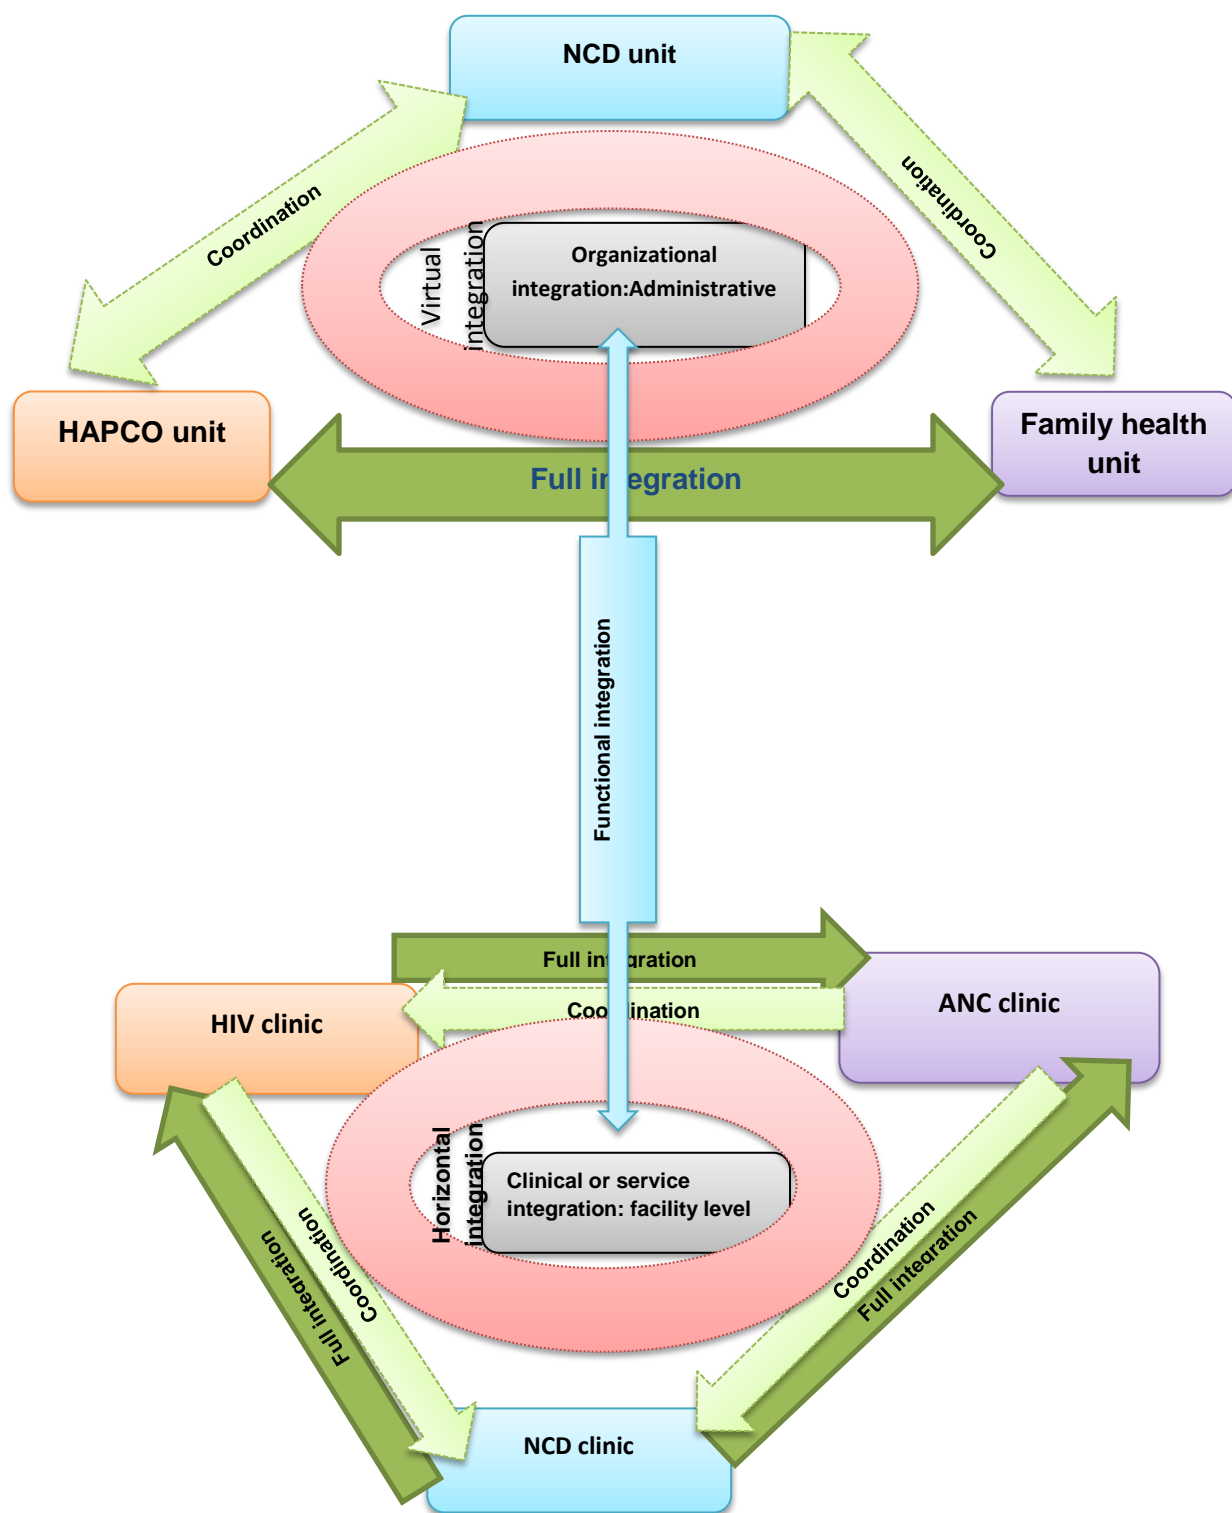 NCD unit
Coordination
Coordination
Virtual
integration
Organizational
integration:Administrative
HAPCO unit
Family health
unit
Full integration
Functional integration
Full integration
Coordination
HIV clinic
ANC clinic
Horizontal
integration
Clinical or service
integration: facility level
Coordination
Full integration
Coordination
Full integration
NCD clinic